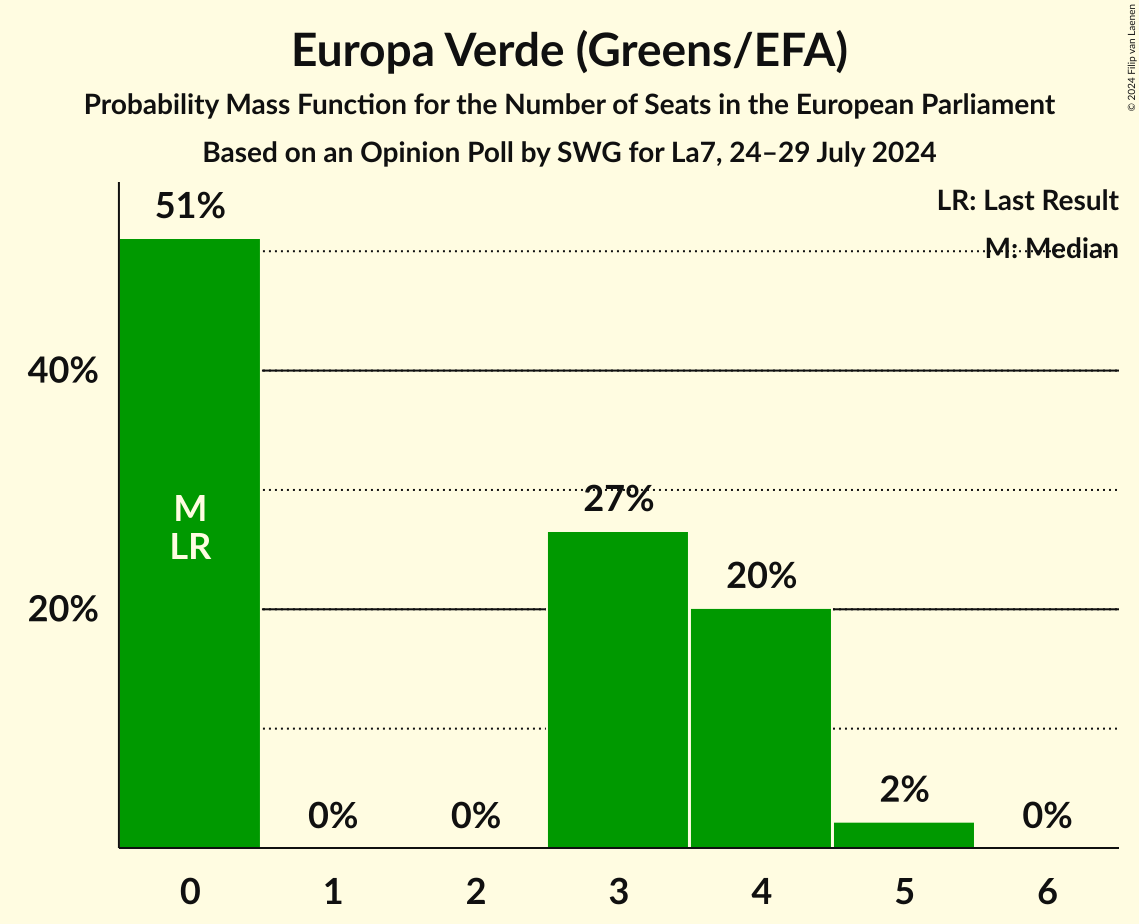 Europa Verde (Greens/EFA)
Probability Mass Function for the Number of Seats in the European Parliament
Based on an Opinion Poll by SWG for La7, 24–29 July 2024
© 2024 Filip van Laenen
LR: Last Result
M: Median
51%
40%
20%
M
LR
0%
0%
27%
20%
2%
0%
0
1
2
3
4
5
6